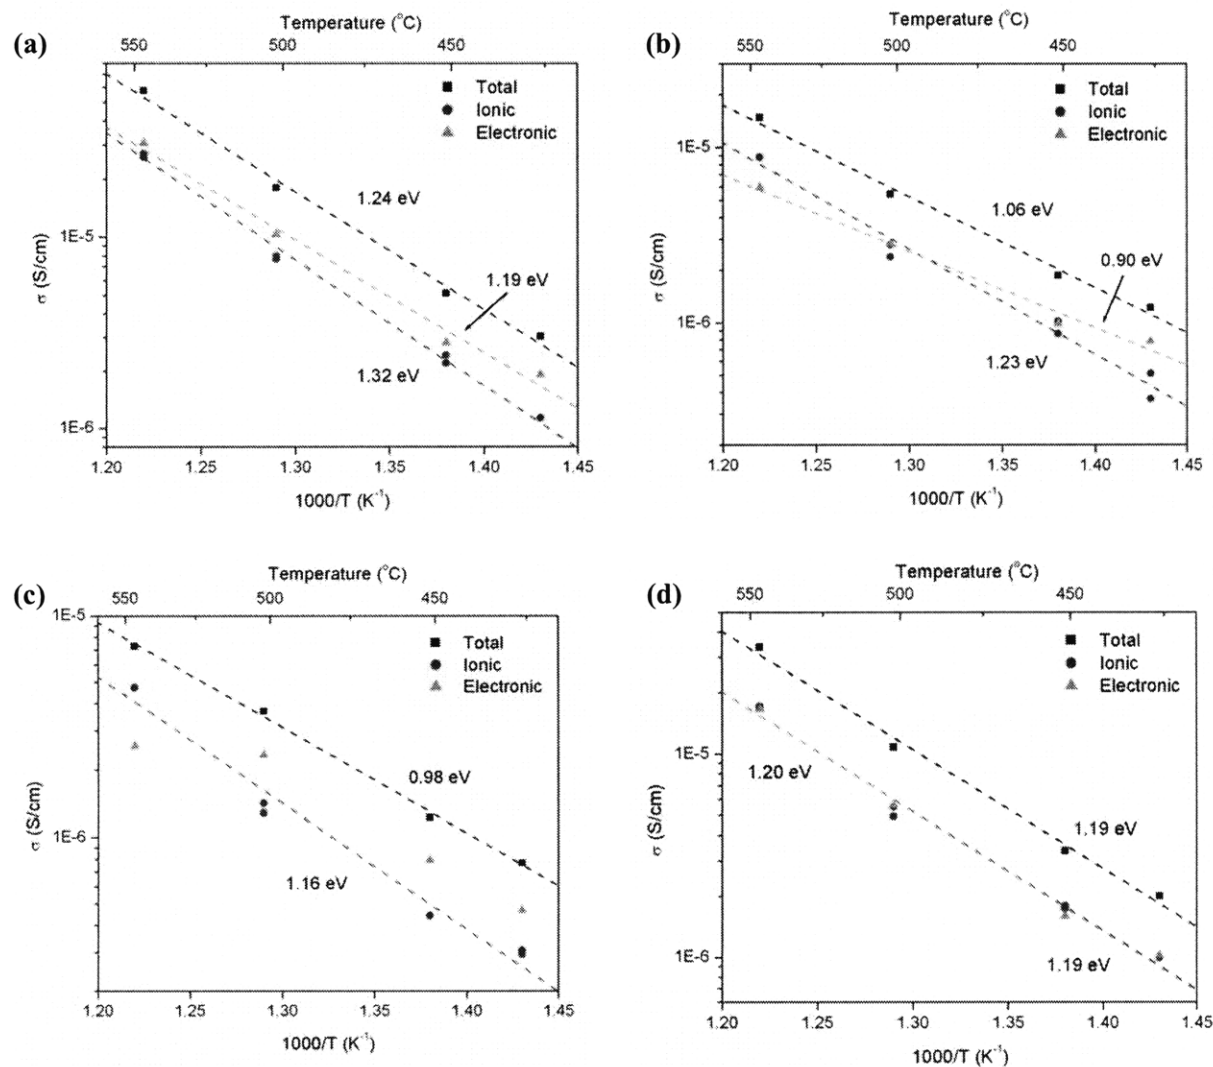 (a)
Temperature (°C)
550 500 450
Total
Ionic
Electronic
1.24 eV
1.19 eV
1.32 eV
1E-5
1E-6
σ (S/cm)
1.20 1.25 1.30 1.35 1.40 1.45
1000/T (K⁻¹)
(b)
Temperature (°C)
550 500 450
Total
Ionic
Electronic
1.06 eV
0.90 eV
1.23 eV
1E-5
1E-6
σ (S/cm)
1.20 1.25 1.30 1.35 1.40 1.45
1000/T (K⁻¹)
(c)
Temperature (°C)
550 500 450
1E-5
Total
Ionic
Electronic
0.98 eV
1.16 eV
1E-6
σ (S/cm)
1.20 1.25 1.30 1.35 1.40 1.45
1000/T (K⁻¹)
(d)
Temperature (°C)
550 500 450
Total
Ionic
Electronic
1.20 eV
1.19 eV
1.19 eV
1E-5
1E-6
σ (S/cm)
1.20 1.25 1.30 1.35 1.40 1.45
1000/T (K⁻¹)